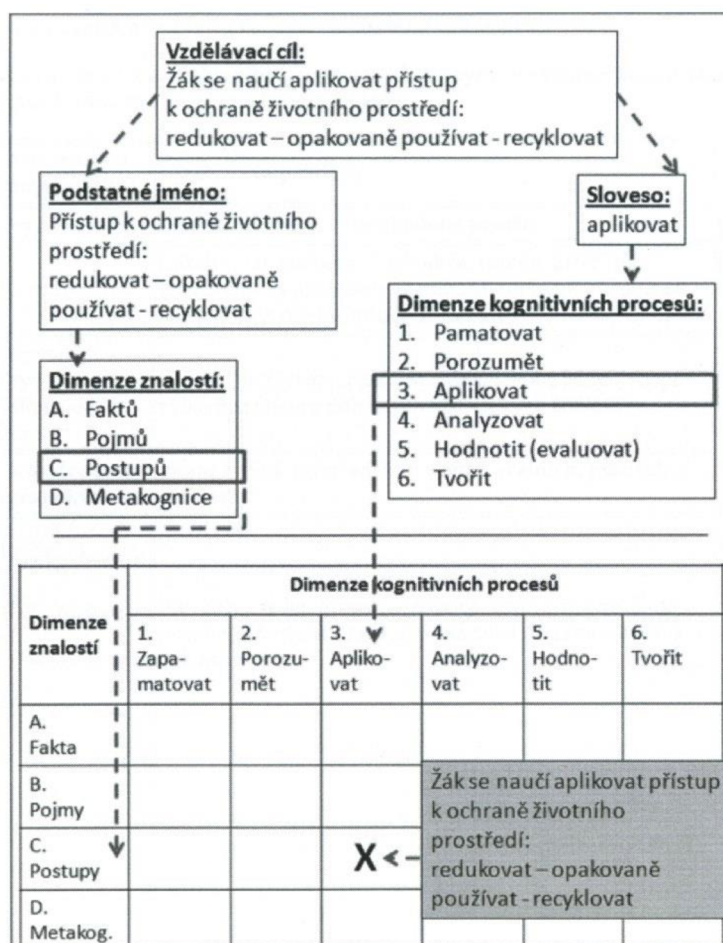 Vzdělávací cíl:
Žák se naučí aplikovat přístup
k ochraně životního prostředí:
redukovat – opakovaně používat - recyklovat
Podstatné jméno:
Přístup k ochraně životního
prostředí:
redukovat – opakovaně
používat - recyklovat
Sloveso:
aplikovat
Dimenze kognitivních procesů:
1. Pamatovat
2. Porozumět
3. Aplikovat
4. Analyzovat
5. Hodnotit (evaluovat)
6. Tvořit
Dimenze znalostí:
A. Faktů
B. Pojmů
C. Postupů
D. Metakognice
Dimenze
znalostí
Dimenze kognitivních procesů
1.
Zapa-
matovat
2.
Porozu-
mět
3.
Apliko-
vat
4.
Analyzo-
vat
5.
Hodno-
tit
6.
Tvořit
A.
Fakta
B.
Pojmy
C.
Postupy
X
Žák se naučí aplikovat přístup
k ochraně životního
prostředí:
redukovat – opakovaně
používat - recyklovat
D.
Metakog.